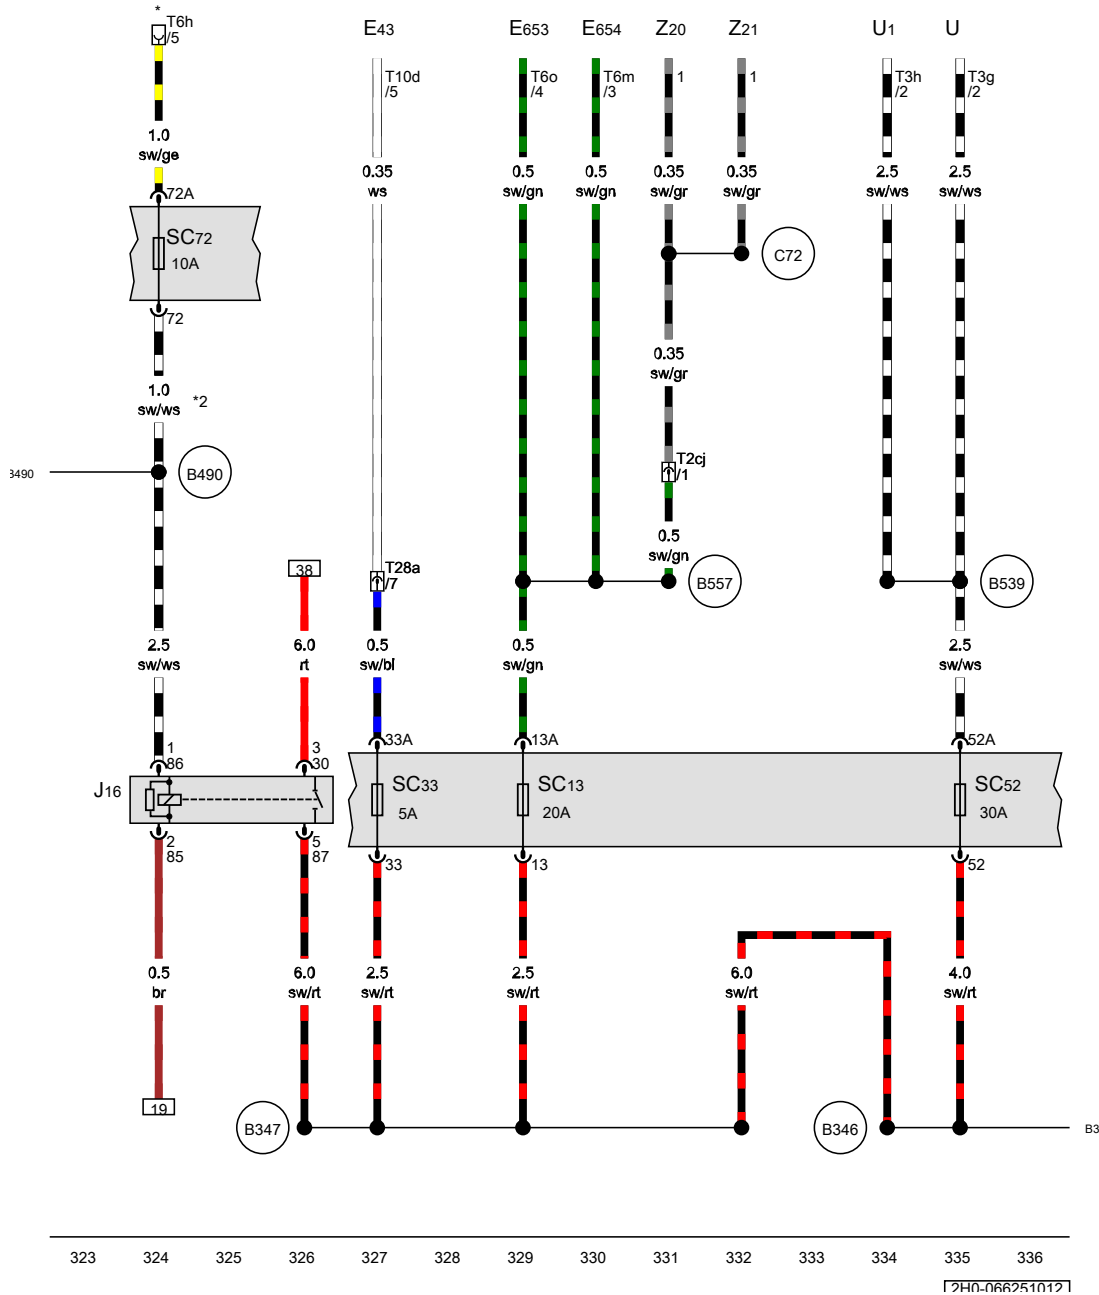 *
T6h
/5
E43
E653
E654
Z20
Z21
U1
U
T10d
/5
T6o
/4
T6m
/3
1
1
T3h
/2
T3g
/2
1.0
sw/ge
0.35
ws
0.5
sw/gn
0.5
sw/gn
0.35
sw/gr
0.35
sw/gr
2.5
sw/ws
2.5
sw/ws
72A
SC72
10A
C72
72
0.35
sw/gr
1.0
sw/ws
*2
B490
T2cj
/1
0.5
sw/gn
38
T28a
/7
B557
B539
2.5
sw/ws
6.0
rt
0.5
sw/bl
0.5
sw/gn
2.5
sw/ws
1
86
3
30
33A
13A
52A
J16
SC33
5A
SC13
20A
SC52
30A
2
85
5
87
33
13
52
0.5
br
6.0
sw/rt
2.5
sw/rt
2.5
sw/rt
6.0
sw/rt
4.0
sw/rt
19
B347
B346
B3
323 324 325 326 327 328 329 330 331 332 333 334 335 336
2H0-066251012